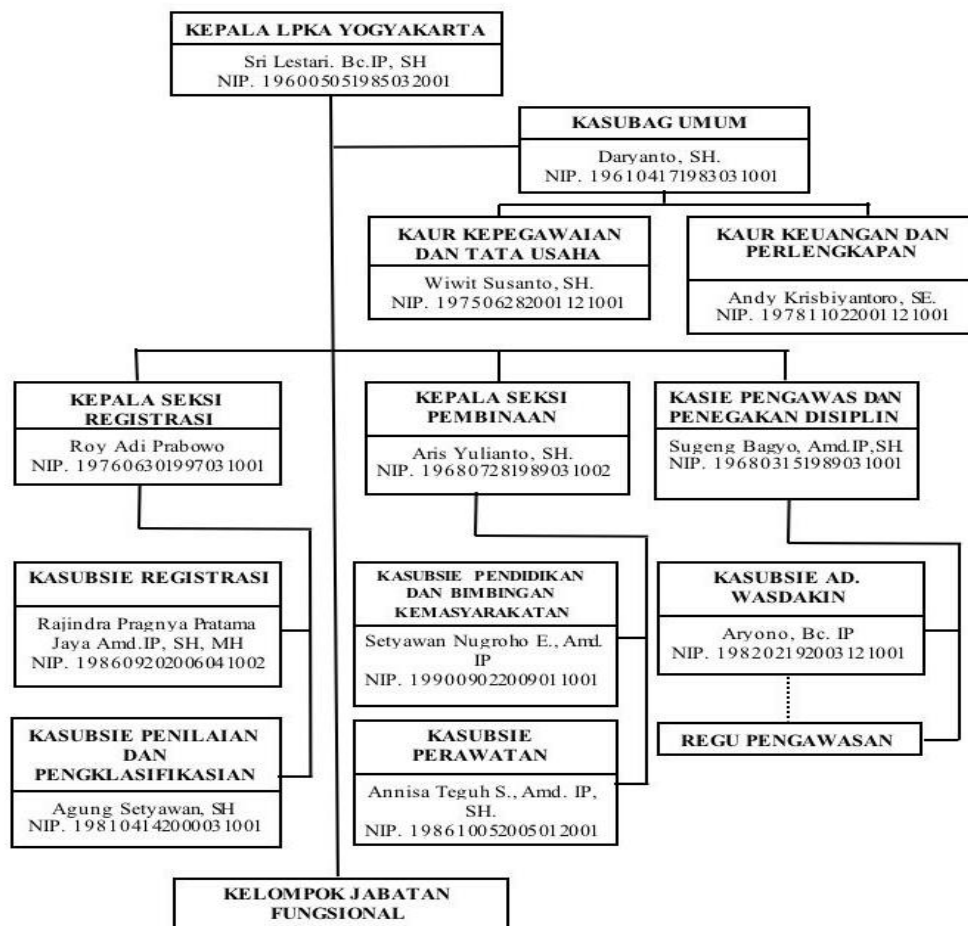 KEPALA LPKA YOGYAKARTA
Sri Lestari. Bc.IP, SH
NIP. 196005051985032001
KASUBAG UMUM
Daryanto, SH.
NIP. 196104171983031001
KAUR KEPEGAWAIAN
DAN TATA USAHA
Wiwit Susanto, SH.
NIP. 197506282001121001
KAUR KEUANGAN DAN
PERLENGKAPAN
Andy Krisbiyantoro, SE.
NIP. 197811022001121001
KEPALA SEKSI
REGISTRASI
Roy Adi Prabowo
NIP. 197606301997031001
KEPALA SEKSI
PEMBINAAN
Aris Yulianto, SH.
NIP. 196807281989031002
KASIE PENGAWAS DAN
PENEGAKAN DISIPLIN
Sugeng Bagyo, Amd.IP,SH
NIP. 196803151989031001
KASUBSIE REGISTRASI
Rajindra Pragnya Pratama
Jaya Amd.IP, SH, MH
NIP. 198609202006041002
KASUBSIE PENDIDIKAN
DAN BIMBINGAN
KEMASYARAKATAN
Setyawan Nugroho E., Amd.
IP
NIP. 199009022009011001
KASUBSIE AD.
WASDAKIN
Aryono, Bc. IP
NIP. 198202192003121001
KASUBSIE PENILAIAN
DAN
PENGKLASIFIKASIAN
Agung Setyawan, SH
NIP. 198104142000031001
KASUBSIE
PERAWATAN
Annisa Teguh S., Amd. IP,
SH.
NIP. 198610052005012001
REGU PENGAWASAN
KELOMPOK JABATAN
FUNGSIONAL